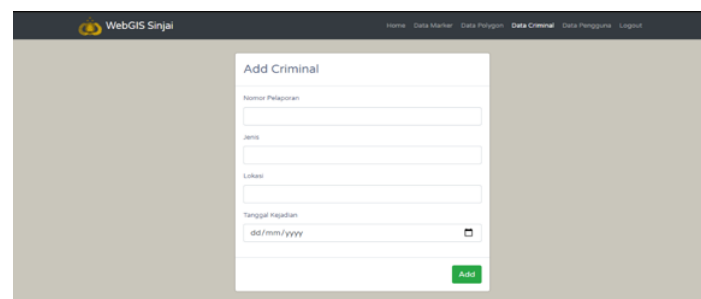 WebGIS Sinjai
Home Data Marker Data Polygon Data Criminal Data Pengguna Logout
Add Criminal
Nomor Pelaporan
Jenis
Lokasi
Tanggal Kejadian
dd/mm/yyyy
Add